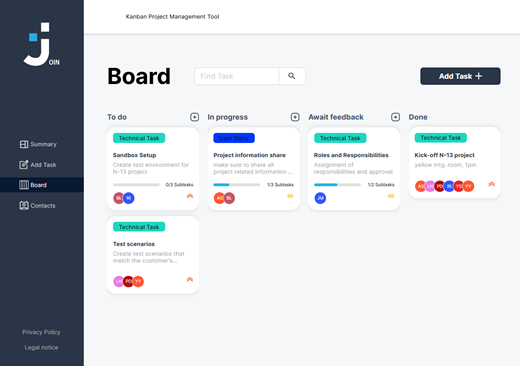 Kanban Project Management Tool
j
OIN
Summary
Add Task
Board
Contacts
Privacy Policy
Legal notice
Board
Find Task
Add Task
To do
Technical Task
Sandbox Setup
Create test environment for
N-13 project
0/3 Subtasks
RI
Technical Task
Test scenarios
Create test scenarios that
match the customer's...
LH PD YY
In progress
User Story
Project information share
make sure to share all
project related information ...
1/3 Subtasks
AS RL
Await feedback
Technical Task
Roles and Responsibilities
Assignment of
responsibilities and approval
1/2 Subtasks
JM
Done
Technical Task
Kick-off N-13 project
yellow mtg. room, 1pm
AS LH PD RI YS YY